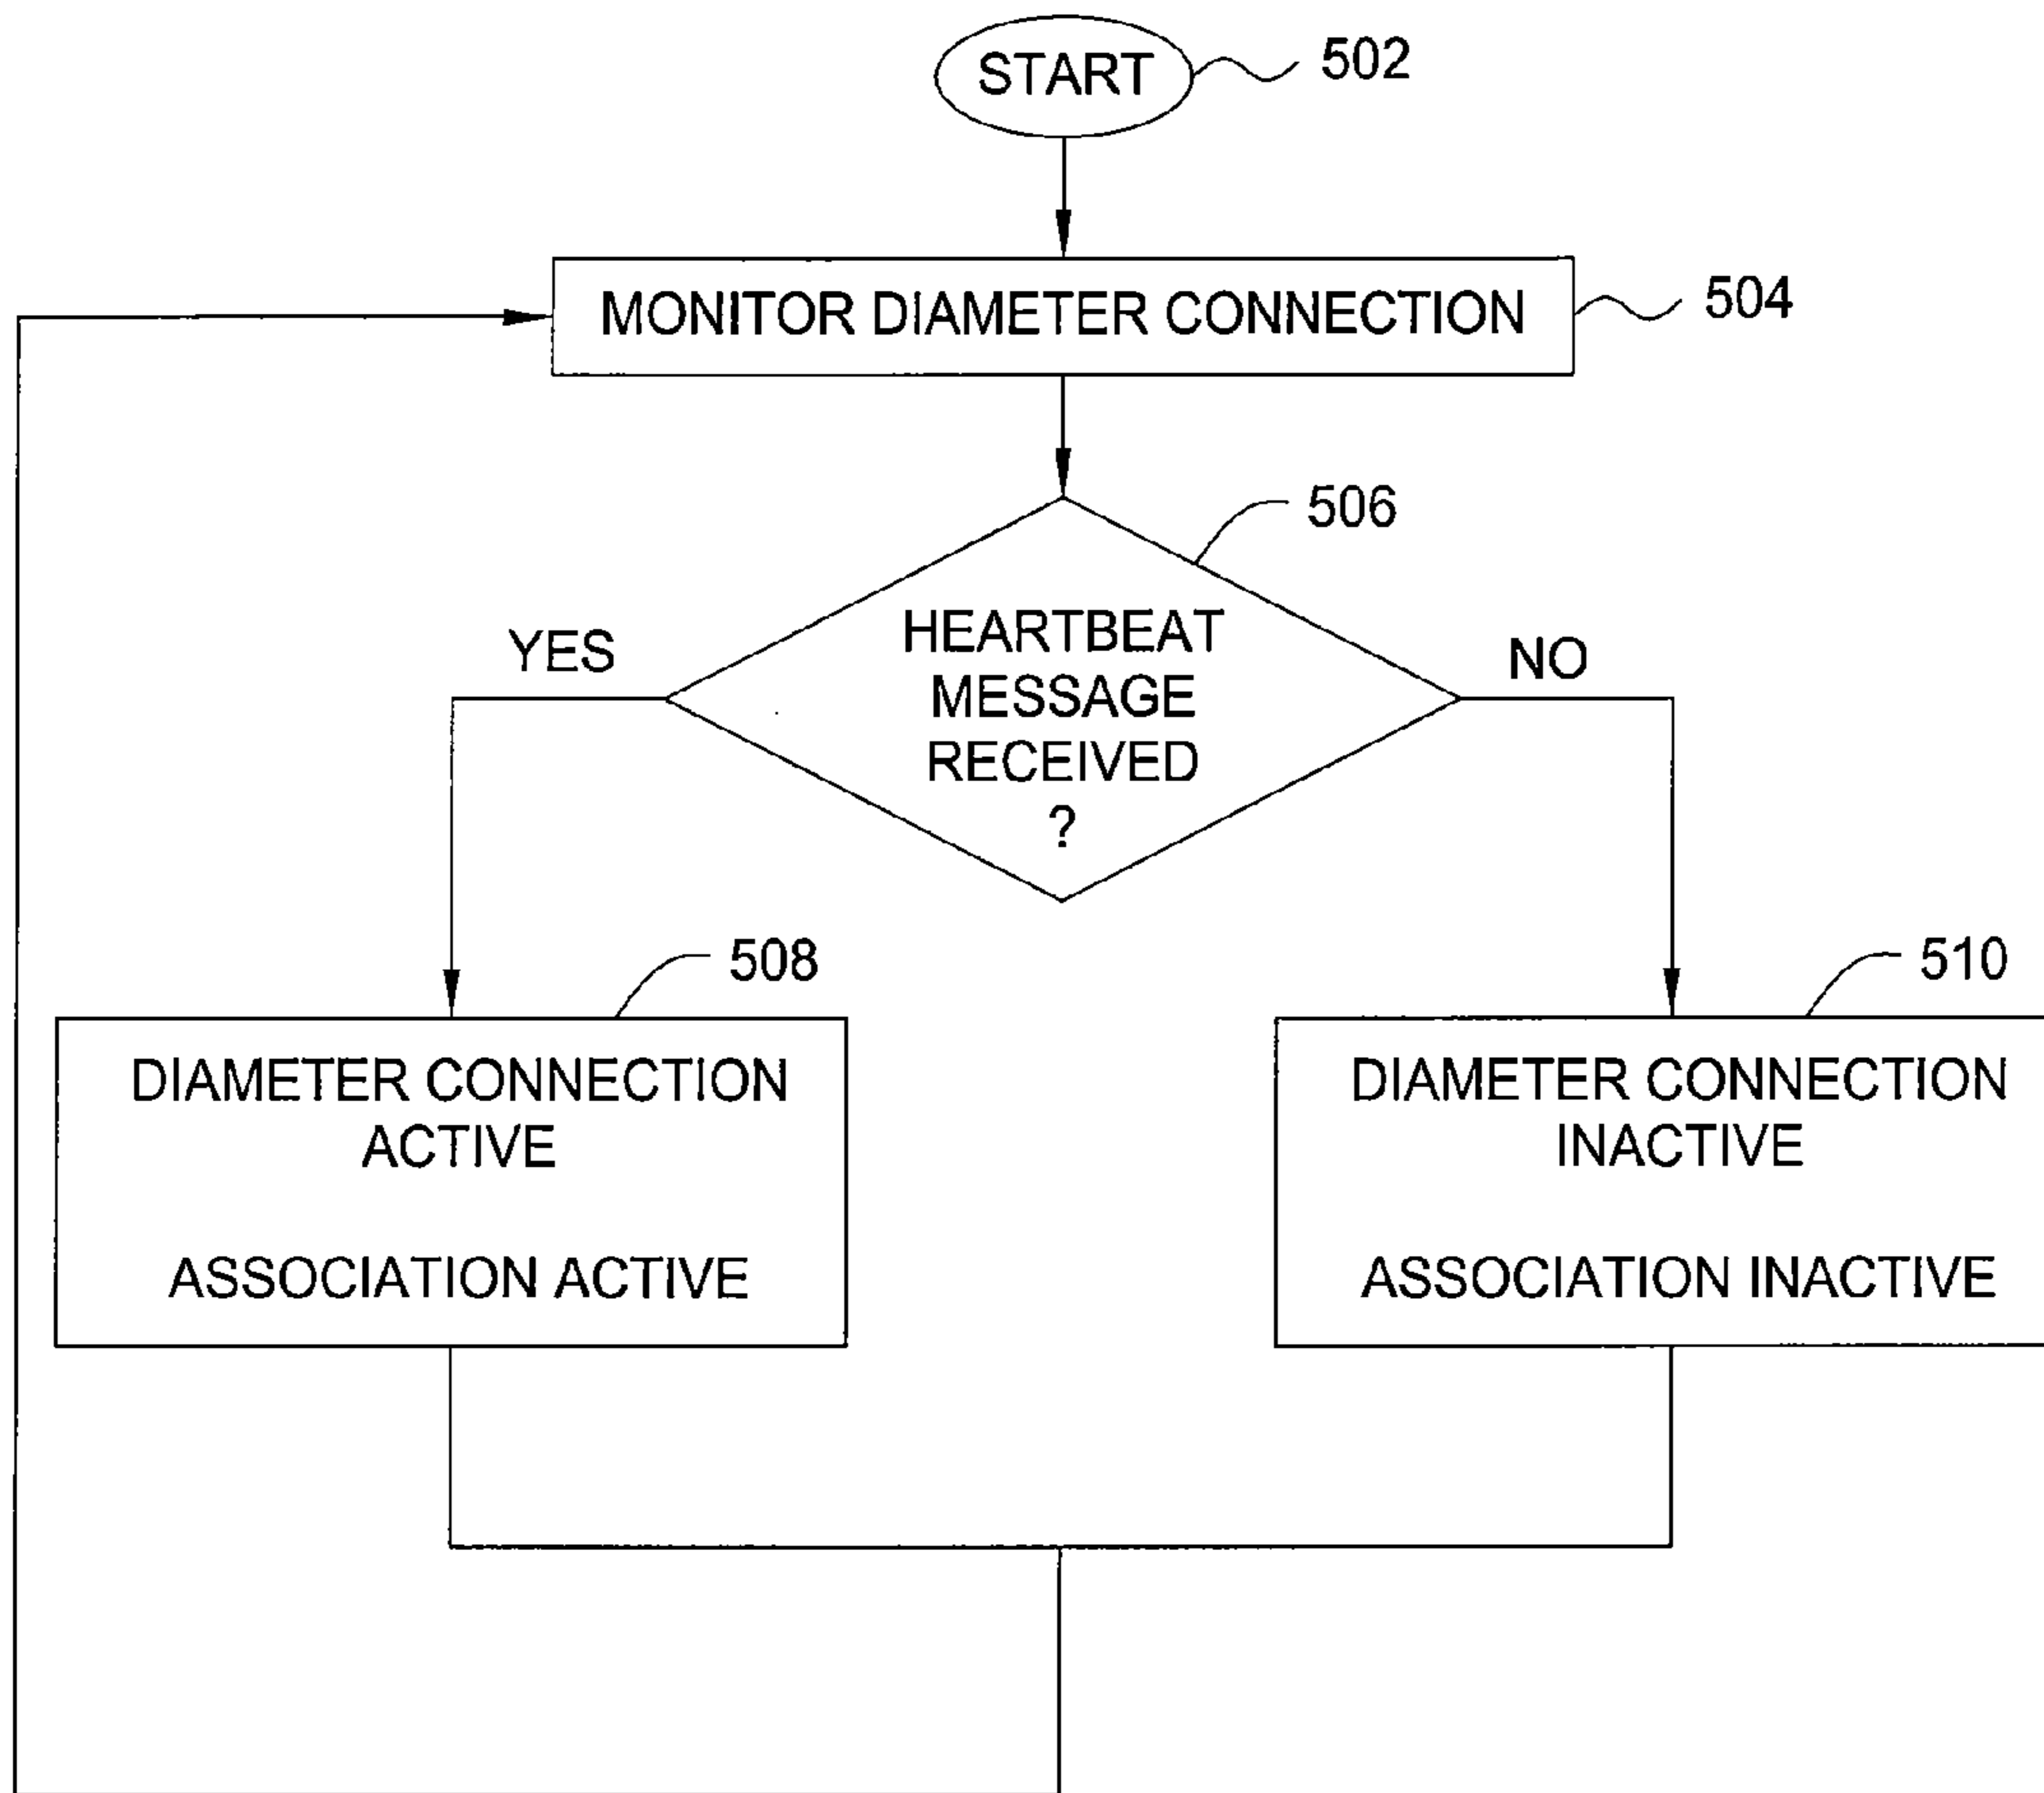 START
502
MONITOR DIAMETER CONNECTION
504
506
HEARTBEAT
MESSAGE
RECEIVED
?
YES
NO
508
DIAMETER CONNECTION
ACTIVE
ASSOCIATION ACTIVE
510
DIAMETER CONNECTION
INACTIVE
ASSOCIATION INACTIVE